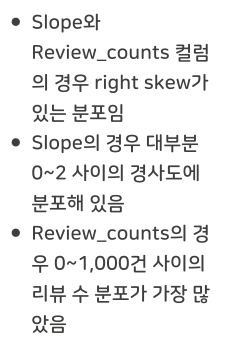 • Slope와
Review_counts 컬럼
의 경우 right skew가
있는 분포임
• Slope의 경우 대부분
0~2 사이의 경사도에
분포해 있음
• Review_counts의 경
우 0~1,000건 사이의
리뷰 수 분포가 가장 많
았음